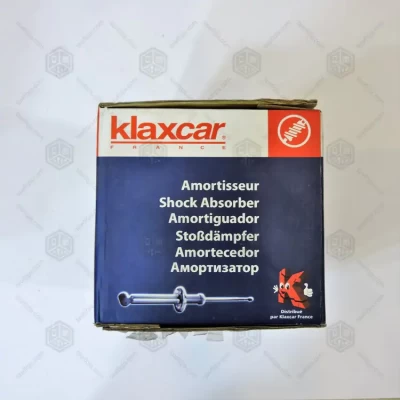 klaxcar®
FRANCE
Amortisseur
Shock Absorber
Amortiguador
Stoßdämpfer
Amortecedor
Амортизатор
Distribué
par Klaxcar France